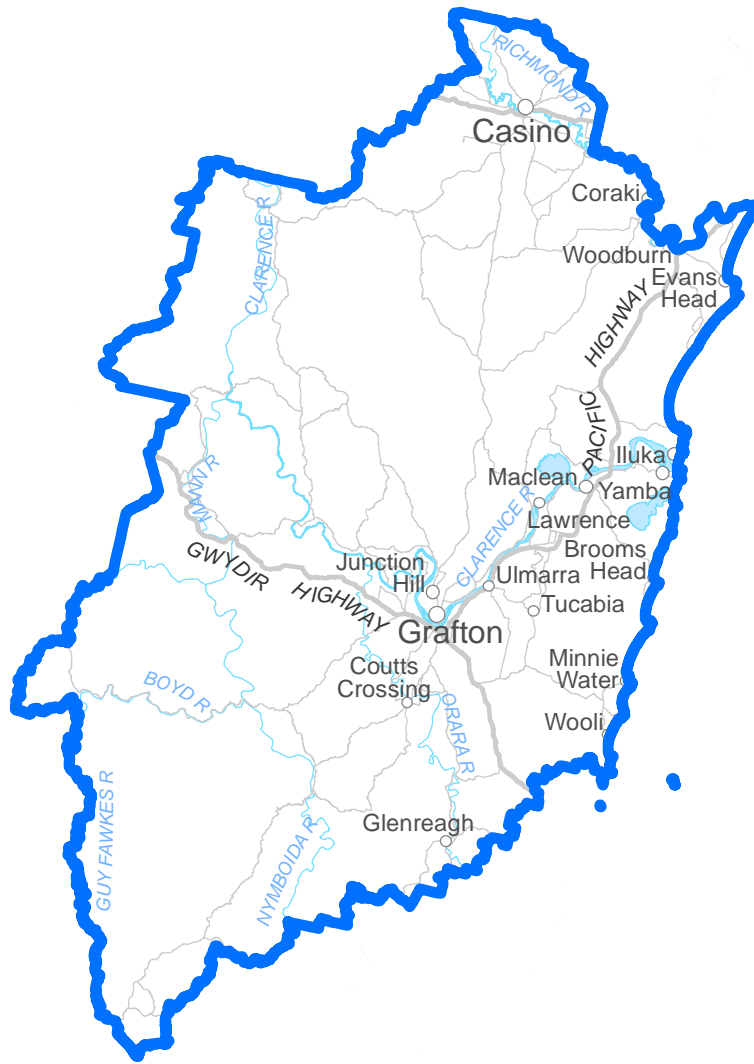 RICHMOND R
Casino
Coraki
CLARENCE R
Woodburn
Evans
Head
PACIFIC HIGHWAY
MANN R
Iluka
Maclean
Yamba
Lawrence
CLARENCE R
GWYDIR HIGHWAY
Junction
Hill
Brooms
Head
Ulmarra
Tucabia
Grafton
Coutts
Crossing
Minnie
Water
BOYD R
ORARA R
Wooli
GUY FAWKES R
NYMBOIDA R
Glenreagh